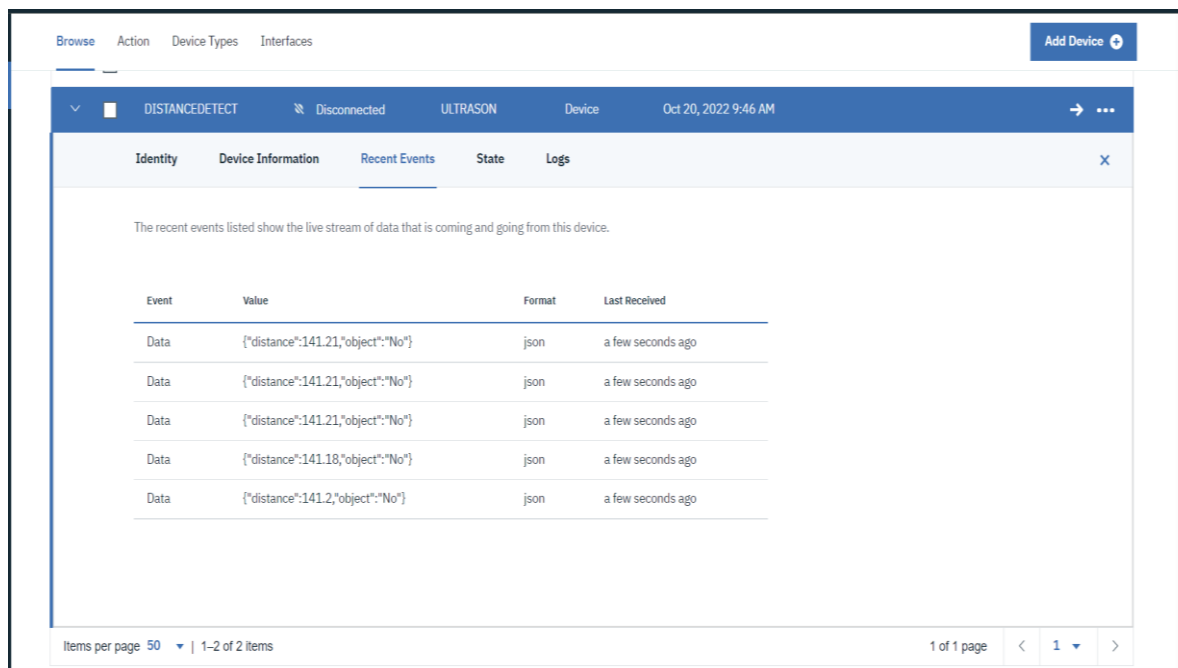 Browse Action Device Types Interfaces Add Device
DISTANCEDETECT Disconnected ULTRASON Device Oct 20, 2022 9:46 AM
Identity Device Information Recent Events State Logs
The recent events listed show the live stream of data that is coming and going from this device.
Event Value Format Last Received
Data {"distance":141.21,"object":"No"} json a few seconds ago
Data {"distance":141.21,"object":"No"} json a few seconds ago
Data {"distance":141.21,"object":"No"} json a few seconds ago
Data {"distance":141.18,"object":"No"} json a few seconds ago
Data {"distance":141.2,"object":"No"} json a few seconds ago
Items per page 50 | 1–2 of 2 items 1 of 1 page 1